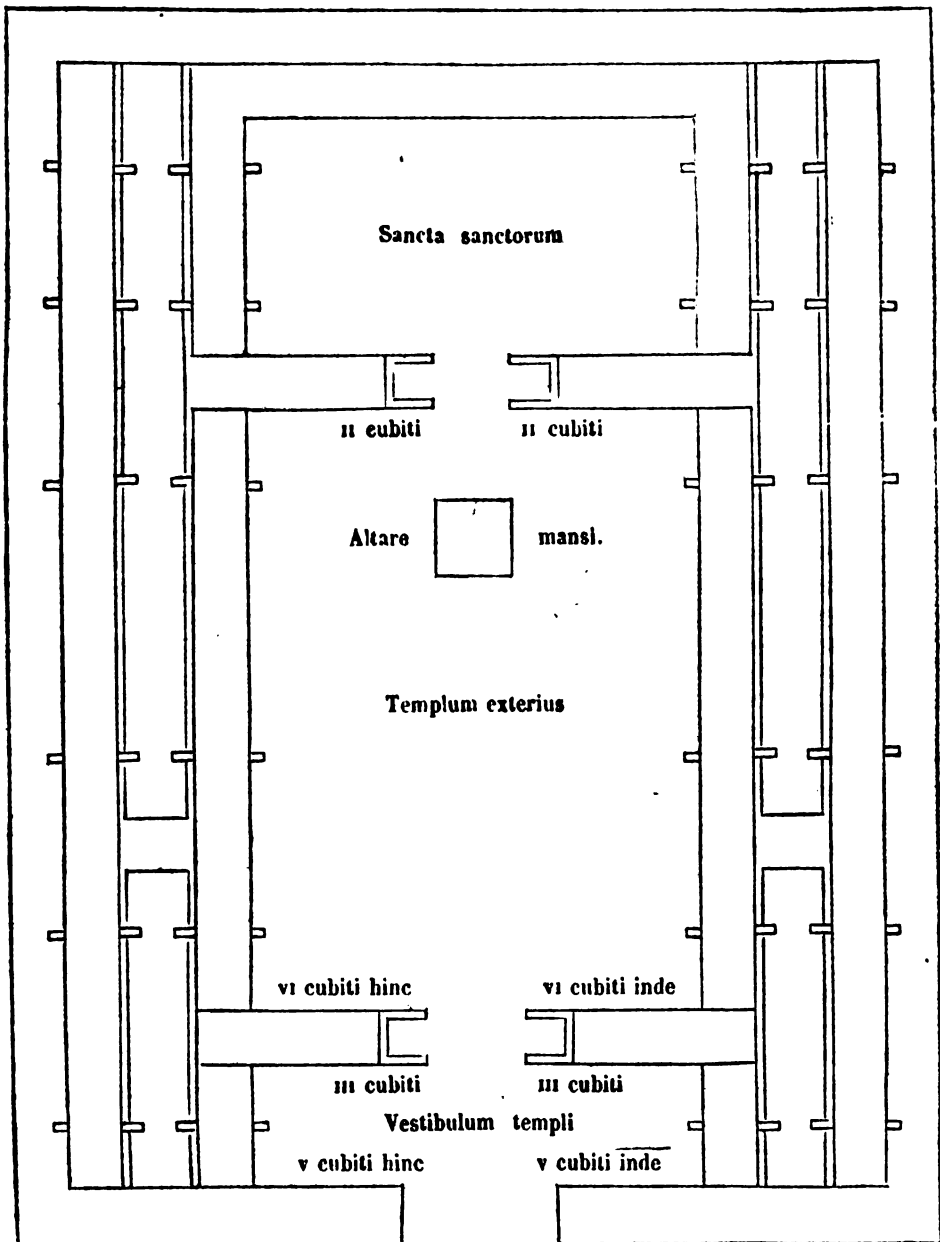 Sancta sanctorum
II eubiti II cubiti
Altare mansi.
Templum exterius
VI cubiti hinc VI cubiti inde
III cubiti III cubiti
Vestibulum templi
V cubiti hinc V cubiti inde